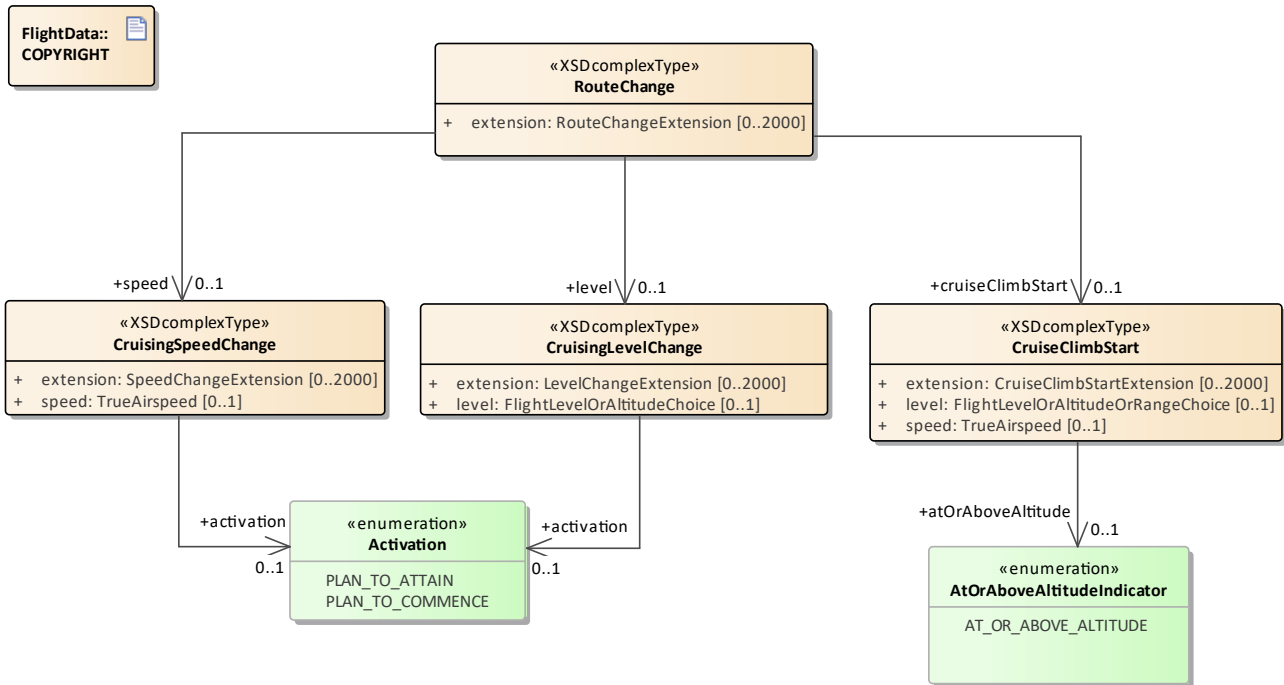 FlightData::
COPYRIGHT
«XSDcomplexType»
RouteChange
+ extension: RouteChangeExtension [0..2000]
+speed 0..1
+level 0..1
+cruiseClimbStart 0..1
«XSDcomplexType»
CruisingSpeedChange
+ extension: SpeedChangeExtension [0..2000]
+ speed: TrueAirspeed [0..1]
«XSDcomplexType»
CruisingLevelChange
+ extension: LevelChangeExtension [0..2000]
+ level: FlightLevelOrAltitudeChoice [0..1]
«XSDcomplexType»
CruiseClimbStart
+ extension: CruiseClimbStartExtension [0..2000]
+ level: FlightLevelOrAltitudeOrRangeChoice [0..1]
+ speed: TrueAirspeed [0..1]
+activation
0..1
+activation
0..1
«enumeration»
Activation
PLAN_TO_ATTAIN
PLAN_TO_COMMENCE
+atOrAboveAltitude
0..1
«enumeration»
AtOrAboveAltitudeIndicator
AT_OR_ABOVE_ALTITUDE